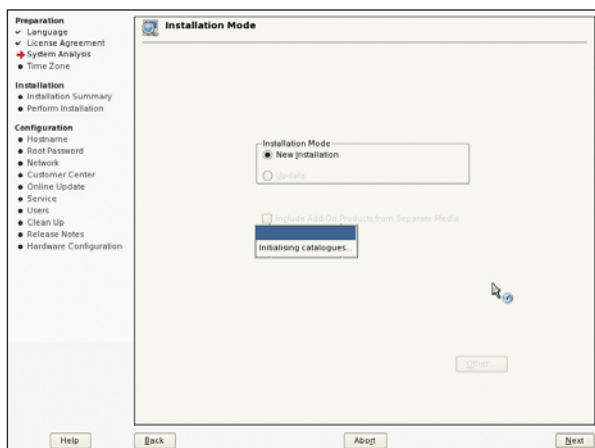 Preparation
Language
License Agreement
System Analysis
Time Zone
Installation
Installation Summary
Perform Installation
Configuration
Hostname
Root Password
Network
Customer Center
Online Update
Service
Users
Clean Up
Release Notes
Hardware Configuration
Installation Mode
Installation Mode
New Installation
Update
Include Add-On Products from Separate Media
Initialising catalogues...
Other...
Help
Back
Abort
Next